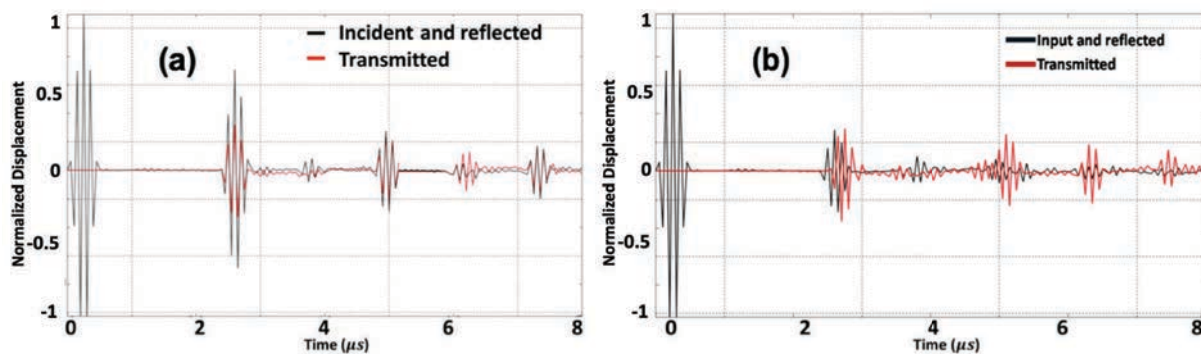 (a)
Incident and reflected
Transmitted
Normalized Displacement
1
0.5
0
-0.5
-1
0 2 4 6 8
Time (μs)
(b)
Input and reflected
Transmitted
Normalized Displacement
1
0.5
0
-0.5
-1
0 2 4 6 8
Time (μs)